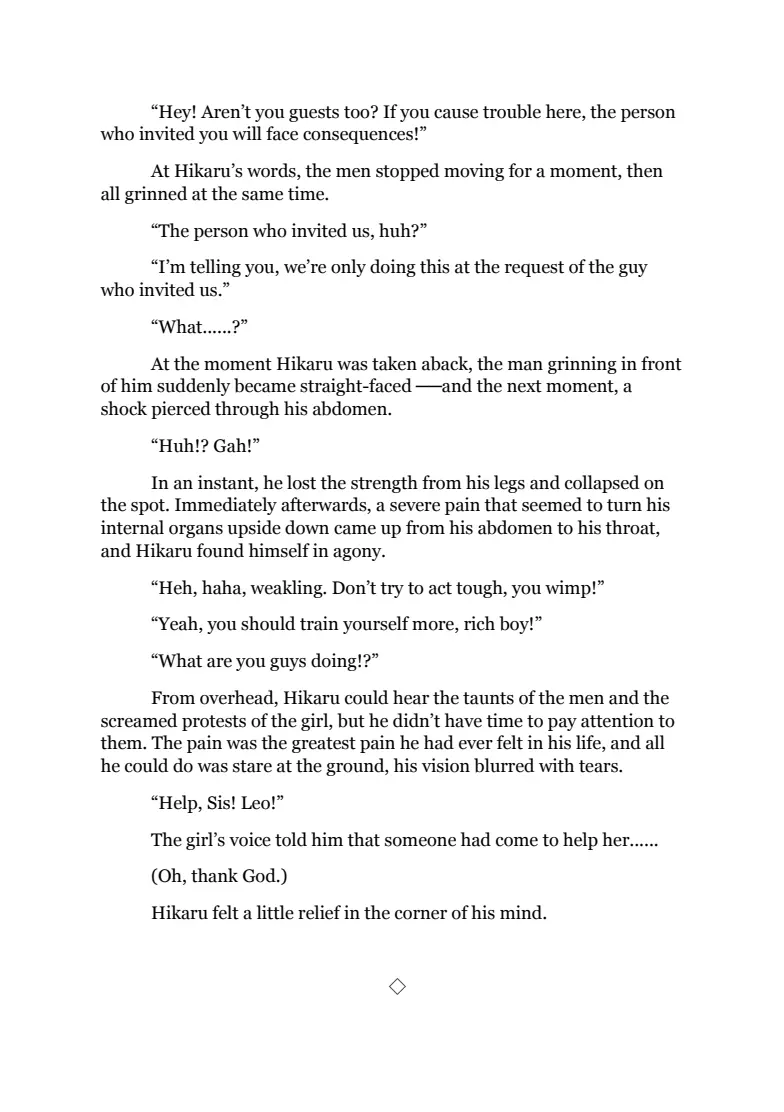 “Hey! Aren’t you guests too? If you cause trouble here, the person
who invited you will face consequences!”
At Hikaru’s words, the men stopped moving for a moment, then
all grinned at the same time.
“The person who invited us, huh?”
“I’m telling you, we’re only doing this at the request of the guy
who invited us.”
“What......?”
At the moment Hikaru was taken aback, the man grinning in front
of him suddenly became straight-faced ──and the next moment, a
shock pierced through his abdomen.
“Huh!? Gah!”
In an instant, he lost the strength from his legs and collapsed on
the spot. Immediately afterwards, a severe pain that seemed to turn his
internal organs upside down came up from his abdomen to his throat,
and Hikaru found himself in agony.
“Heh, haha, weakling. Don’t try to act tough, you wimp!”
“Yeah, you should train yourself more, rich boy!”
“What are you guys doing!?”
From overhead, Hikaru could hear the taunts of the men and the
screamed protests of the girl, but he didn’t have time to pay attention to
them. The pain was the greatest pain he had ever felt in his life, and all
he could do was stare at the ground, his vision blurred with tears.
“Help, Sis! Leo!”
The girl’s voice told him that someone had come to help her......
(Oh, thank God.)
Hikaru felt a little relief in the corner of his mind.
◇